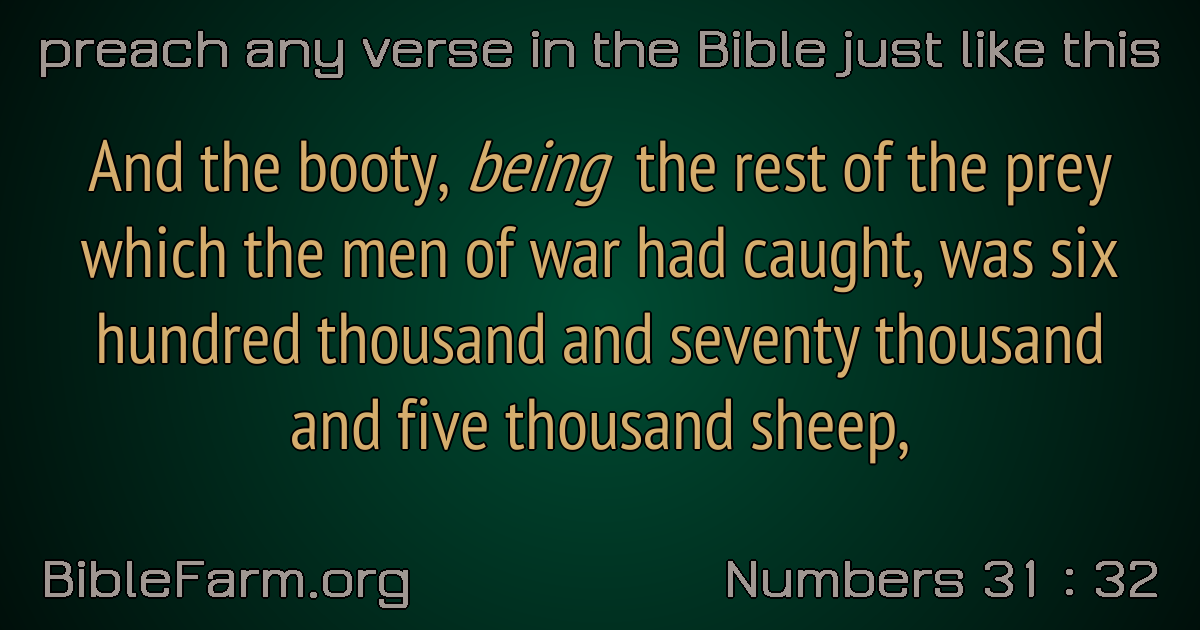 preach any verse in the Bible just like this
And the booty, being the rest of the prey
which the men of war had caught, was six
hundred thousand and seventy thousand
and five thousand sheep,
BibleFarm.org
Numbers 31 : 32